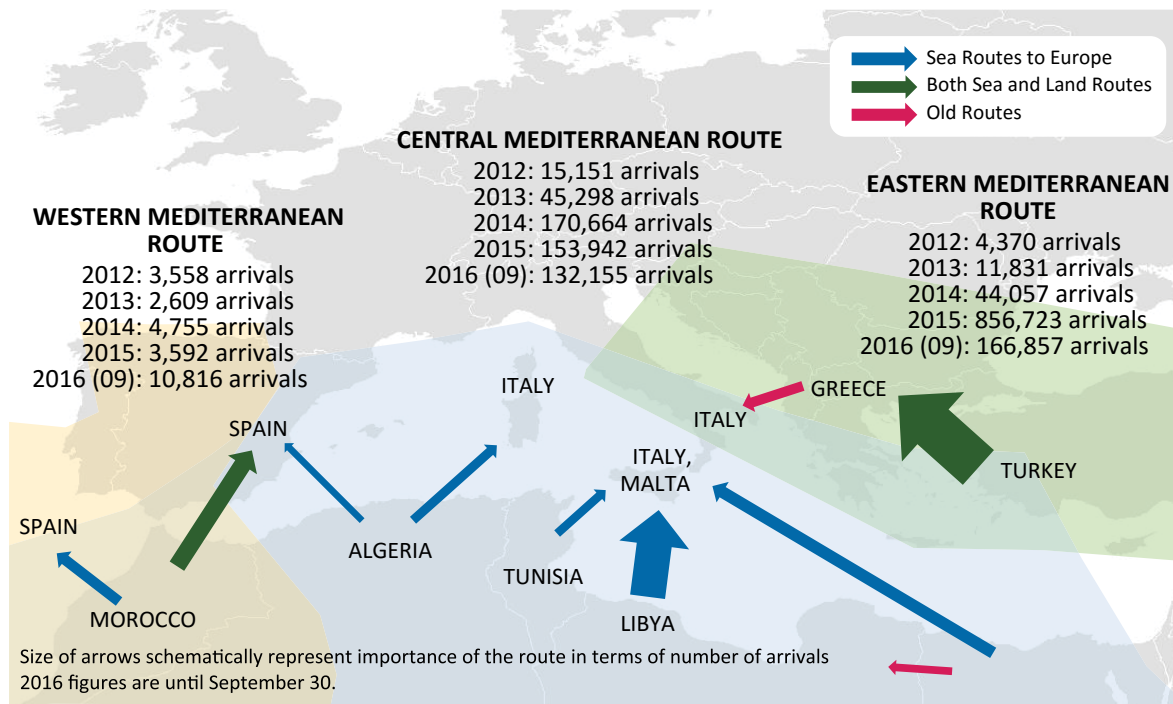 Sea Routes to Europe
Both Sea and Land Routes
Old Routes
CENTRAL MEDITERRANEAN ROUTE
2012: 15,151 arrivals
2013: 45,298 arrivals
2014: 170,664 arrivals
2015: 153,942 arrivals
2016 (09): 132,155 arrivals
EASTERN MEDITERRANEAN
ROUTE
2012: 4,370 arrivals
2013: 11,831 arrivals
2014: 44,057 arrivals
2015: 856,723 arrivals
2016 (09): 166,857 arrivals
WESTERN MEDITERRANEAN
ROUTE
2012: 3,558 arrivals
2013: 2,609 arrivals
2014: 4,755 arrivals
2015: 3,592 arrivals
2016 (09): 10,816 arrivals
ITALY
GREECE
ITALY
SPAIN
ITALY,
MALTA
TURKEY
SPAIN
ALGERIA
TUNISIA
MOROCCO
LIBYA
Size of arrows schematically represent importance of the route in terms of number of arrivals
2016 figures are until September 30.